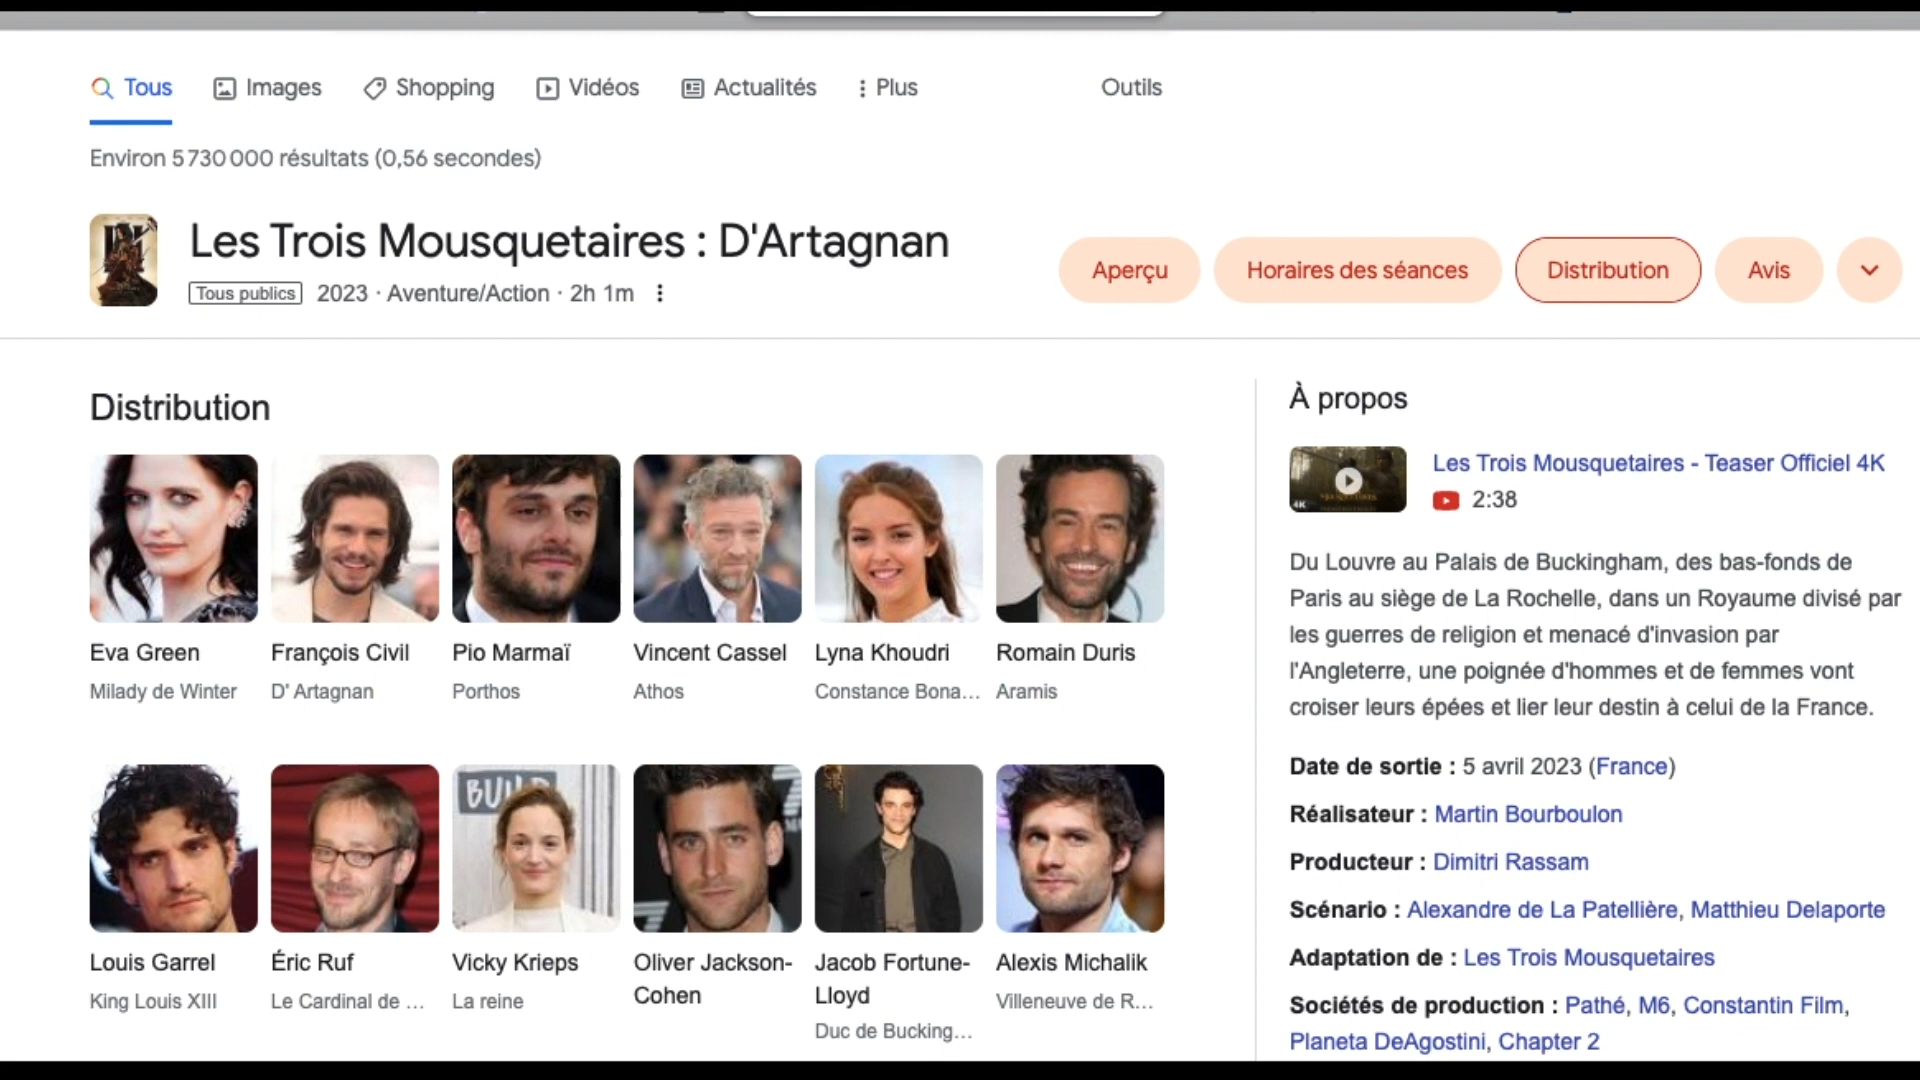 Tous
Images
Shopping
Vidéos
Actualités
Plus
Outils
Environ 5 730 000 résultats (0,56 secondes)
Les Trois Mousquetaires : D'Artagnan
Tous publics 2023 · Aventure/Action · 2h 1m
Aperçu
Horaires des séances
Distribution
Avis
Distribution
Eva Green
Milady de Winter
François Civil
D' Artagnan
Pio Marmaï
Porthos
Vincent Cassel
Athos
Lyna Khoudri
Constance Bona...
Romain Duris
Aramis
BUILD
Louis Garrel
King Louis XIII
Éric Ruf
Le Cardinal de ...
Vicky Krieps
La reine
Oliver Jackson-
Cohen
Jacob Fortune-
Lloyd
Duc de Bucking...
Alexis Michalik
Villeneuve de R...
À propos
4K
Les Trois Mousquetaires - Teaser Officiel 4K
2:38
Du Louvre au Palais de Buckingham, des bas-fonds de
Paris au siège de La Rochelle, dans un Royaume divisé par
les guerres de religion et menacé d'invasion par
l'Angleterre, une poignée d'hommes et de femmes vont
croiser leurs épées et lier leur destin à celui de la France.
Date de sortie : 5 avril 2023 (France)
Réalisateur : Martin Bourboulon
Producteur : Dimitri Rassam
Scénario : Alexandre de La Patellière, Matthieu Delaporte
Adaptation de : Les Trois Mousquetaires
Sociétés de production : Pathé, M6, Constantin Film,
Planeta DeAgostini, Chapter 2